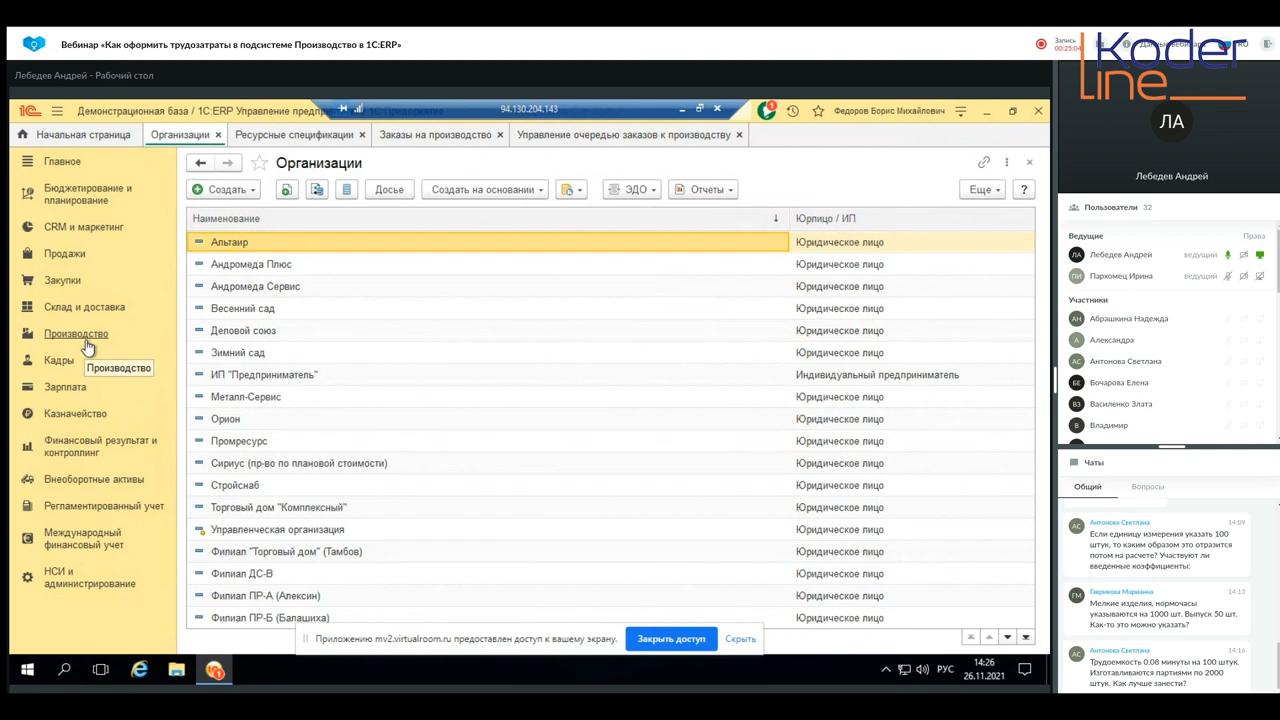 Вебинар «Как оформить трудозатраты в подсистеме Производство в 1С:ERP»
Запись
00:25:04
Данные вебинара
RU
Koder
line
Лебедев Андрей - Рабочий стол
Демонстрационная база / 1С:ERP Управление предпр
94.130.204.143
1
Федоров Борис Михайлович
Начальная страница
Организации
Ресурсные спецификации
Заказы на производство
Управление очередью заказов к производству
Главное
Бюджетирование и
планирование
CRM и маркетинг
Продажи
Закупки
Склад и доставка
Производство
Кадры
Производство
Зарплата
Казначейство
Финансовый результат и
контроллинг
Внеоборотные активы
Регламентированный учет
Международный
финансовый учет
НСИ и
администрирование
Организации
Создать
Досье
Создать на основании
ЭДО
Отчеты
Еще
?
Наименование
Юрлицо / ИП
Альтаир
Юридическое лицо
Андромеда Плюс
Юридическое лицо
Андромеда Сервис
Юридическое лицо
Весенний сад
Юридическое лицо
Деловой союз
Юридическое лицо
Зимний сад
Юридическое лицо
ИП "Предприниматель"
Индивидуальный предприниматель
Металл-Сервис
Юридическое лицо
Орион
Юридическое лицо
Промресурс
Юридическое лицо
Сириус (пр-во по плановой стоимости)
Юридическое лицо
Стройснаб
Юридическое лицо
Торговый дом "Комплексный"
Юридическое лицо
Управленческая организация
Юридическое лицо
Филиал "Торговый дом" (Тамбов)
Юридическое лицо
Филиал ДС-В
Юридическое лицо
Филиал ПР-А (Алексин)
Юридическое лицо
Филиал ПР-Б (Балашиха)
Юридическое лицо
Приложению mv2.virtualroom.ru предоставлен доступ к вашему экрану.
Закрыть доступ
Скрыть
РУС
14:26
26.11.2021
ЛА
Лебедев Андрей
Пользователи 32
Ведущие
Права
ЛА
Лебедев Андрей
ведущий
ПИ
Пархомец Ирина
ведущий
Участники
АН
Абрашкина Надежда
А
Александра
АС
Антонова Светлана
БЕ
Бочарова Елена
ВЗ
Василенко Злата
В
Владимир
Чаты
Общий
Вопросы
АС
Антонова Светлана
14:09
Если единицу измерения указать 100
штук, то каким образом это отразится
потом на расчете? Участвуют ли
введенные коэффициенты:
ГМ
Гаврикова Марианна
14:13
Мелкие изделия, нормочасы
указываются на 1000 шт. Выпуск 50 шт.
Как-то это можно указать?
АС
Антонова Светлана
14:16
Трудоемкость 0,08 минуты на 100 штук.
Изготавливаются партиями по 2000
штук. Как лучше занести?